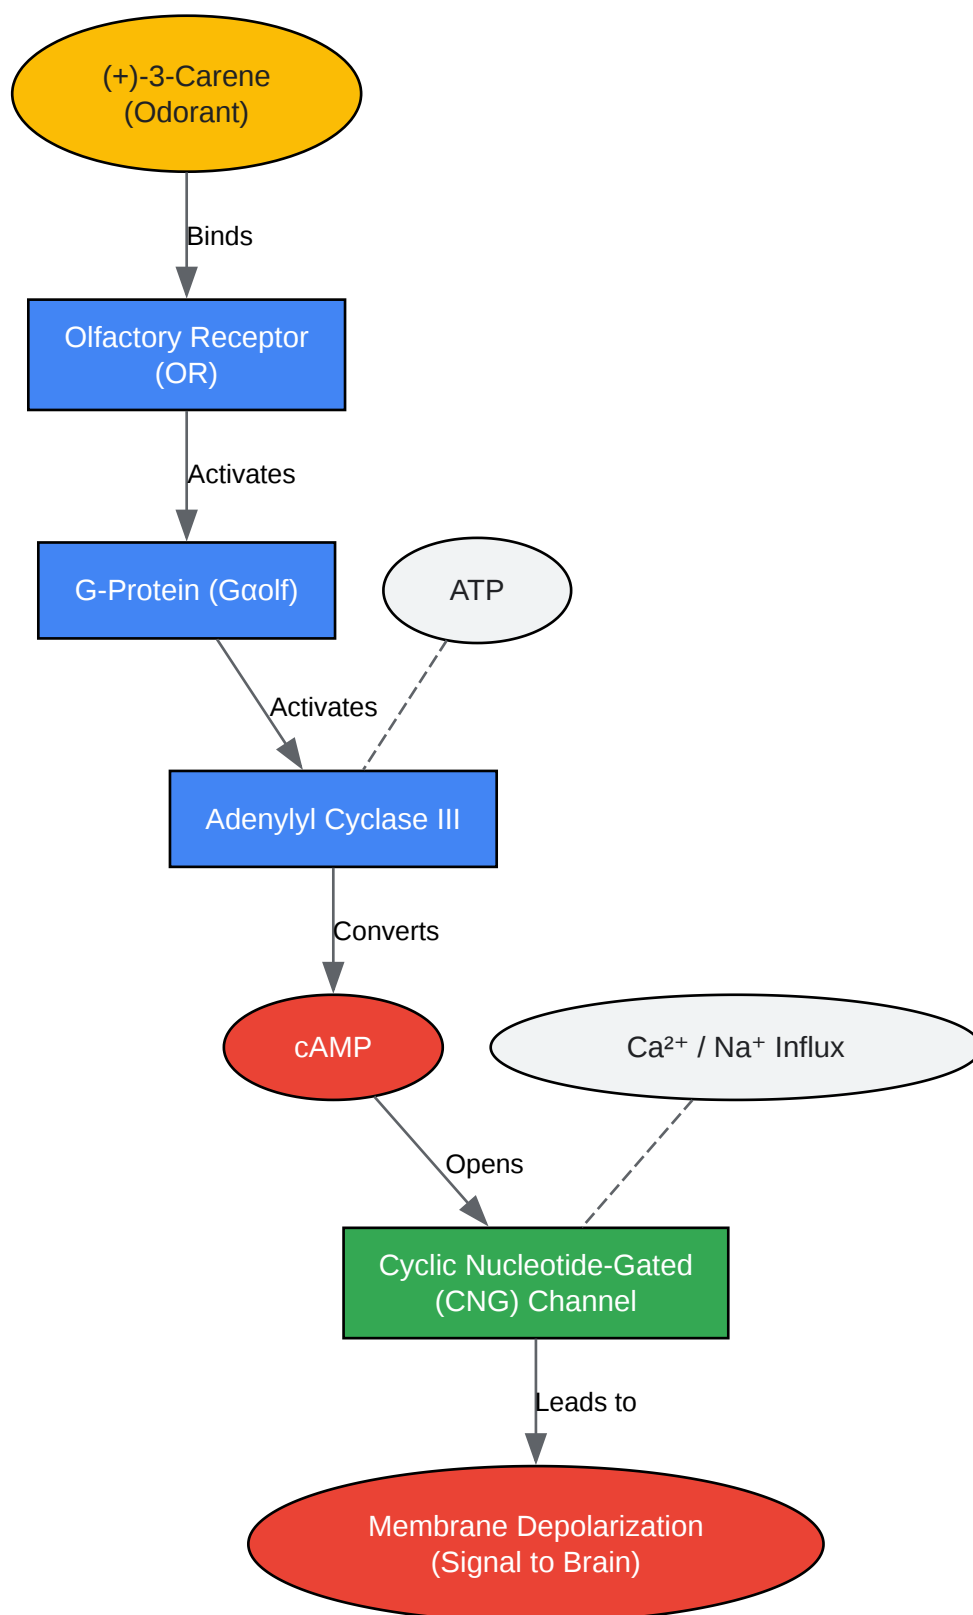 (+)-3-Carene
(Odorant)
Binds
Olfactory Receptor
(OR)
Activates
G-Protein (Gαolf)
ATP
Activates
Adenylyl Cyclase III
Converts
cAMP
Ca²⁺ / Na⁺ Influx
Opens
Cyclic Nucleotide-Gated
(CNG) Channel
Leads to
Membrane Depolarization
(Signal to Brain)